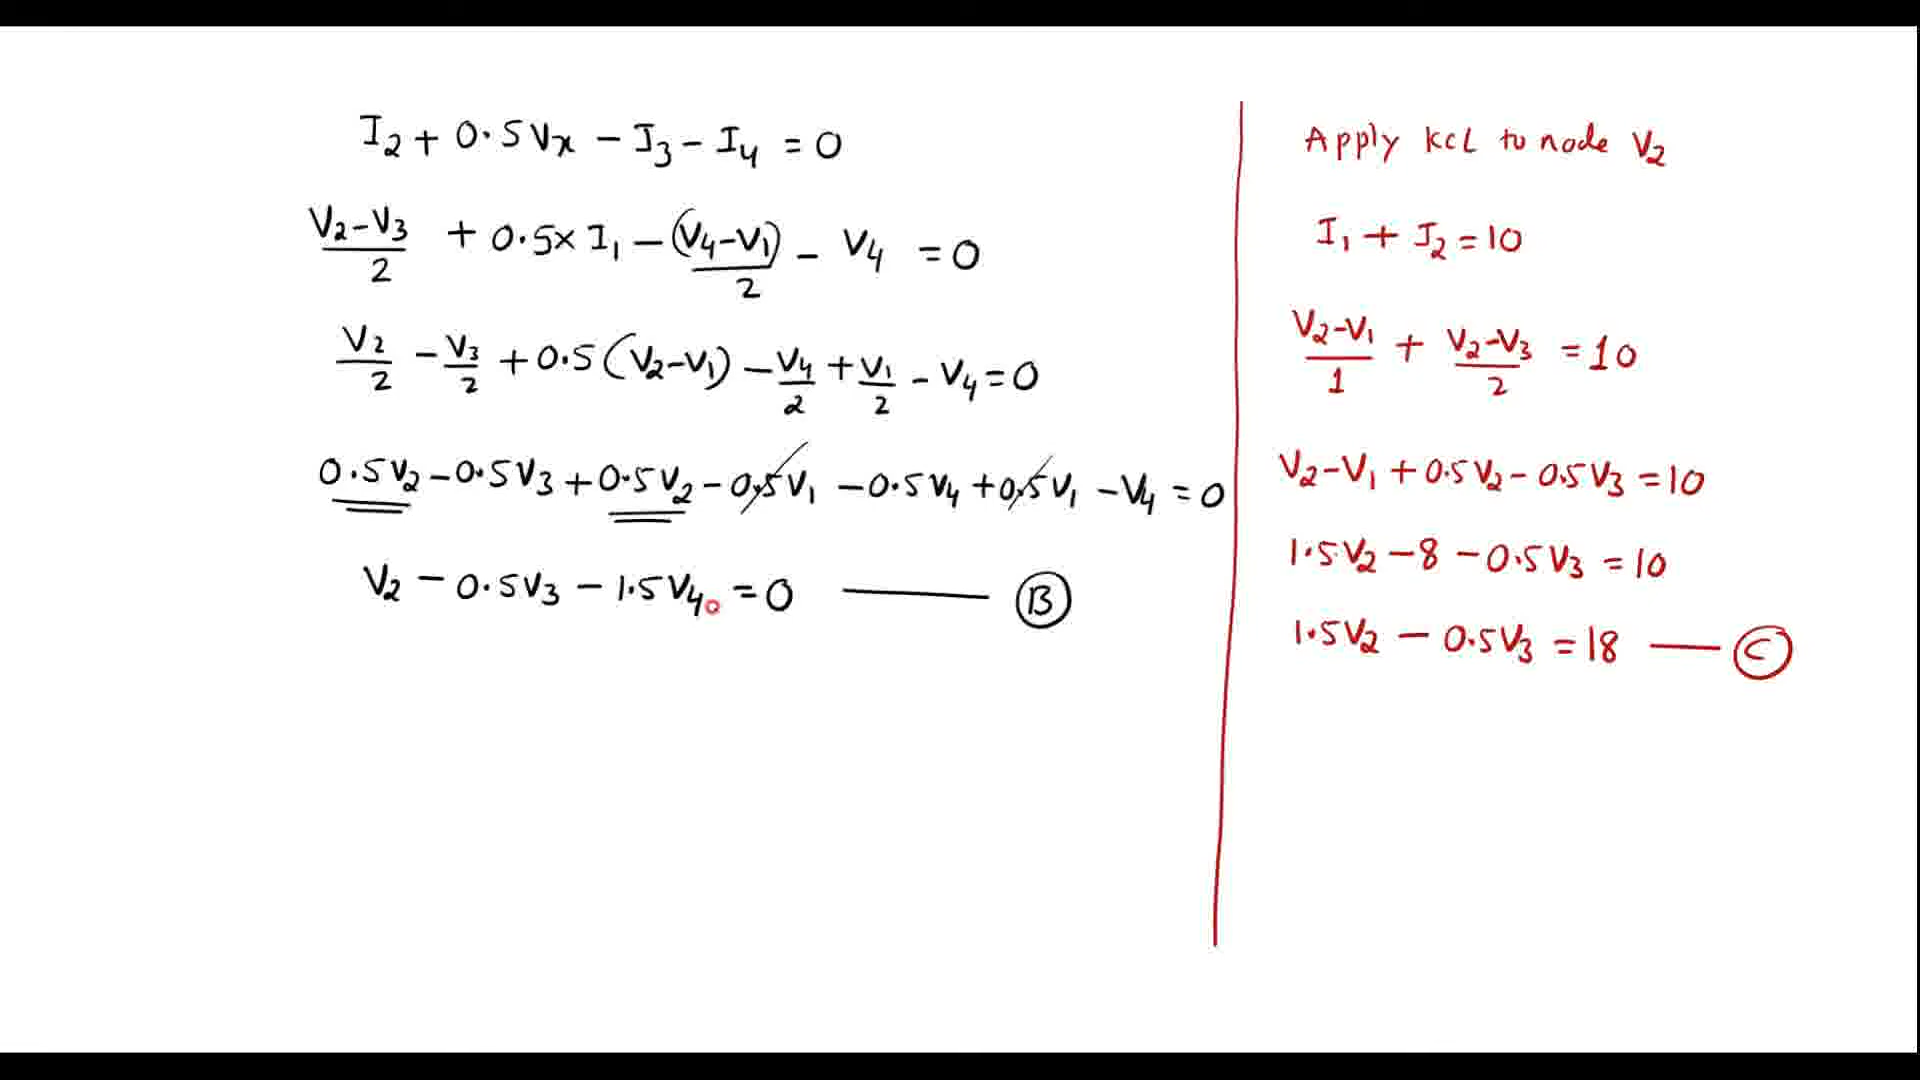 I₂ + 0.5Vx − I₃ − I₄ = 0
(V₂−V₃)/2 + 0.5×I₁ − (V₄−V₁)/2 − V₄ = 0
V₂/2 − V₃/2 + 0.5(V₂−V₁) − V₄/2 + V₁/2 − V₄ = 0
0.5V₂ − 0.5V₃ + 0.5V₂ − 0.5V₁ − 0.5V₄ + 0.5V₁ − V₄ = 0
V₂ − 0.5V₃ − 1.5V₄ = 0 —— B
Apply KCL to node V₂
I₁ + I₂ = 10
(V₂−V₁)/1 + (V₂−V₃)/2 = 10
V₂−V₁ + 0.5V₂ − 0.5V₃ = 10
1.5V₂ − 8 − 0.5V₃ = 10
1.5V₂ − 0.5V₃ = 18 —— C